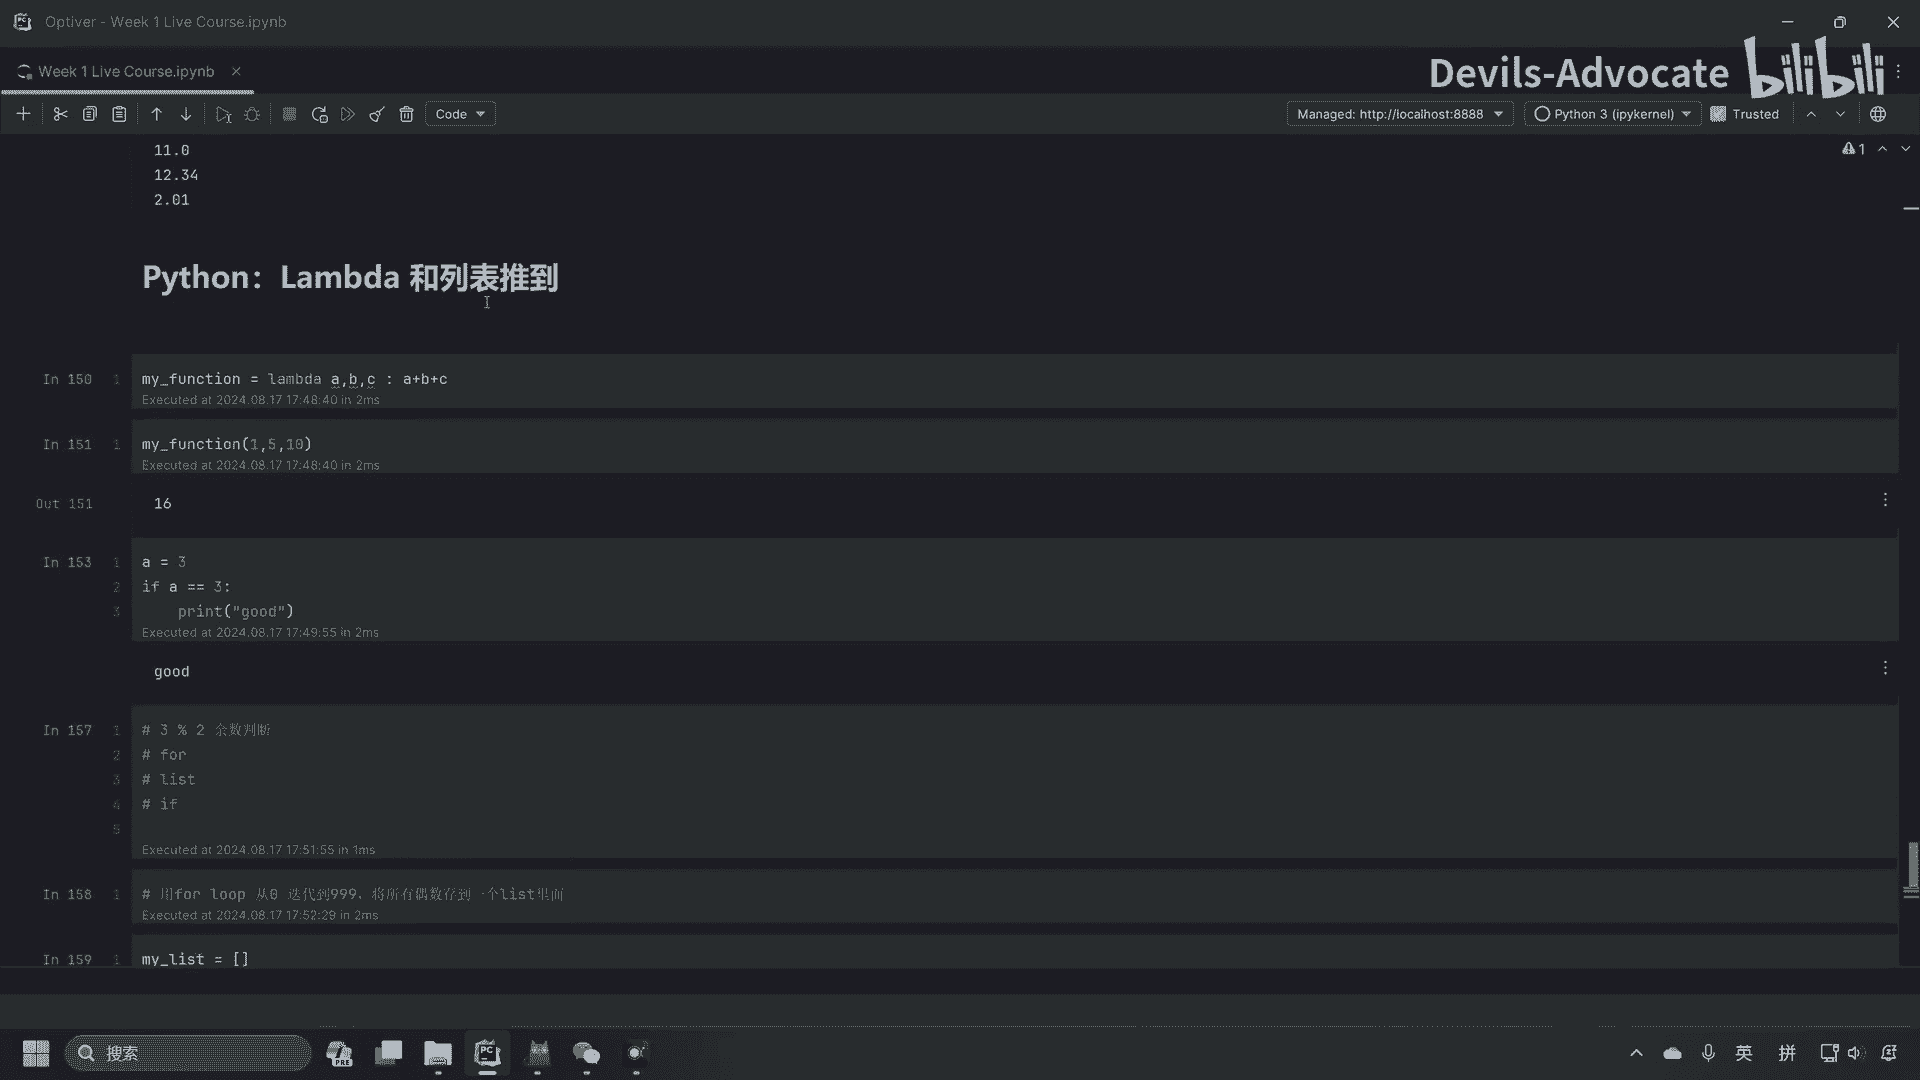 Optiver - Week 1 Live Course.ipynb
Week 1 Live Course.ipynb
Devils-Advocate bilibili
Code
Managed: http://localhost:8888
Python 3 (ipykernel)
Trusted
1
11.0
12.34
2.01
Python：Lambda 和列表推到
In 150 1 my_function = lambda a,b,c : a+b+c
Executed at 2024.08.17 17:48:40 in 2ms
In 151 1 my_function(1,5,10)
Executed at 2024.08.17 17:48:40 in 2ms
Out 151 16
In 153 1 a = 3
2 if a == 3:
3 print("good")
Executed at 2024.08.17 17:49:55 in 2ms
good
In 157 1 # 3 % 2 余数判断
2 # for
3 # list
4 # if
5
Executed at 2024.08.17 17:51:55 in 1ms
In 158 1 # 用for loop 从0 迭代到999，将所有偶数存到一个list里面
Executed at 2024.08.17 17:52:29 in 2ms
In 159 1 my_list = []
搜索
PRE
PC
英
拼